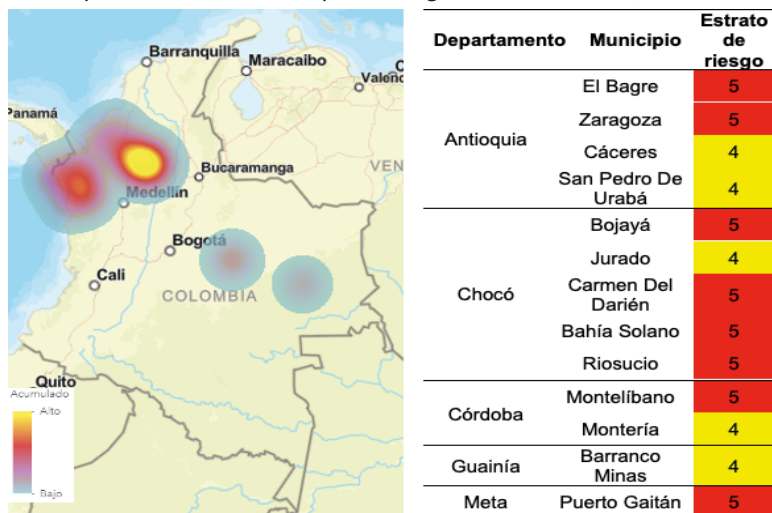 Barranquilla
Maracaibo
Panamá
Bucaramanga
VEN
Medellín
Bogotá
Cali
COLOMBIA
Quito
Acumulado
Alto
Bajo
Departamento Municipio Estrato de riesgo
Antioquia
El Bagre 5
Zaragoza 5
Cáceres 4
San Pedro De
Urabá 4
Chocó
Bojayá 5
Jurado 4
Carmen Del
Darién 5
Bahía Solano 5
Riosucio 5
Córdoba
Montelíbano 5
Montería 4
Guainía
Barranco
Minas 4
Meta Puerto Gaitán 5